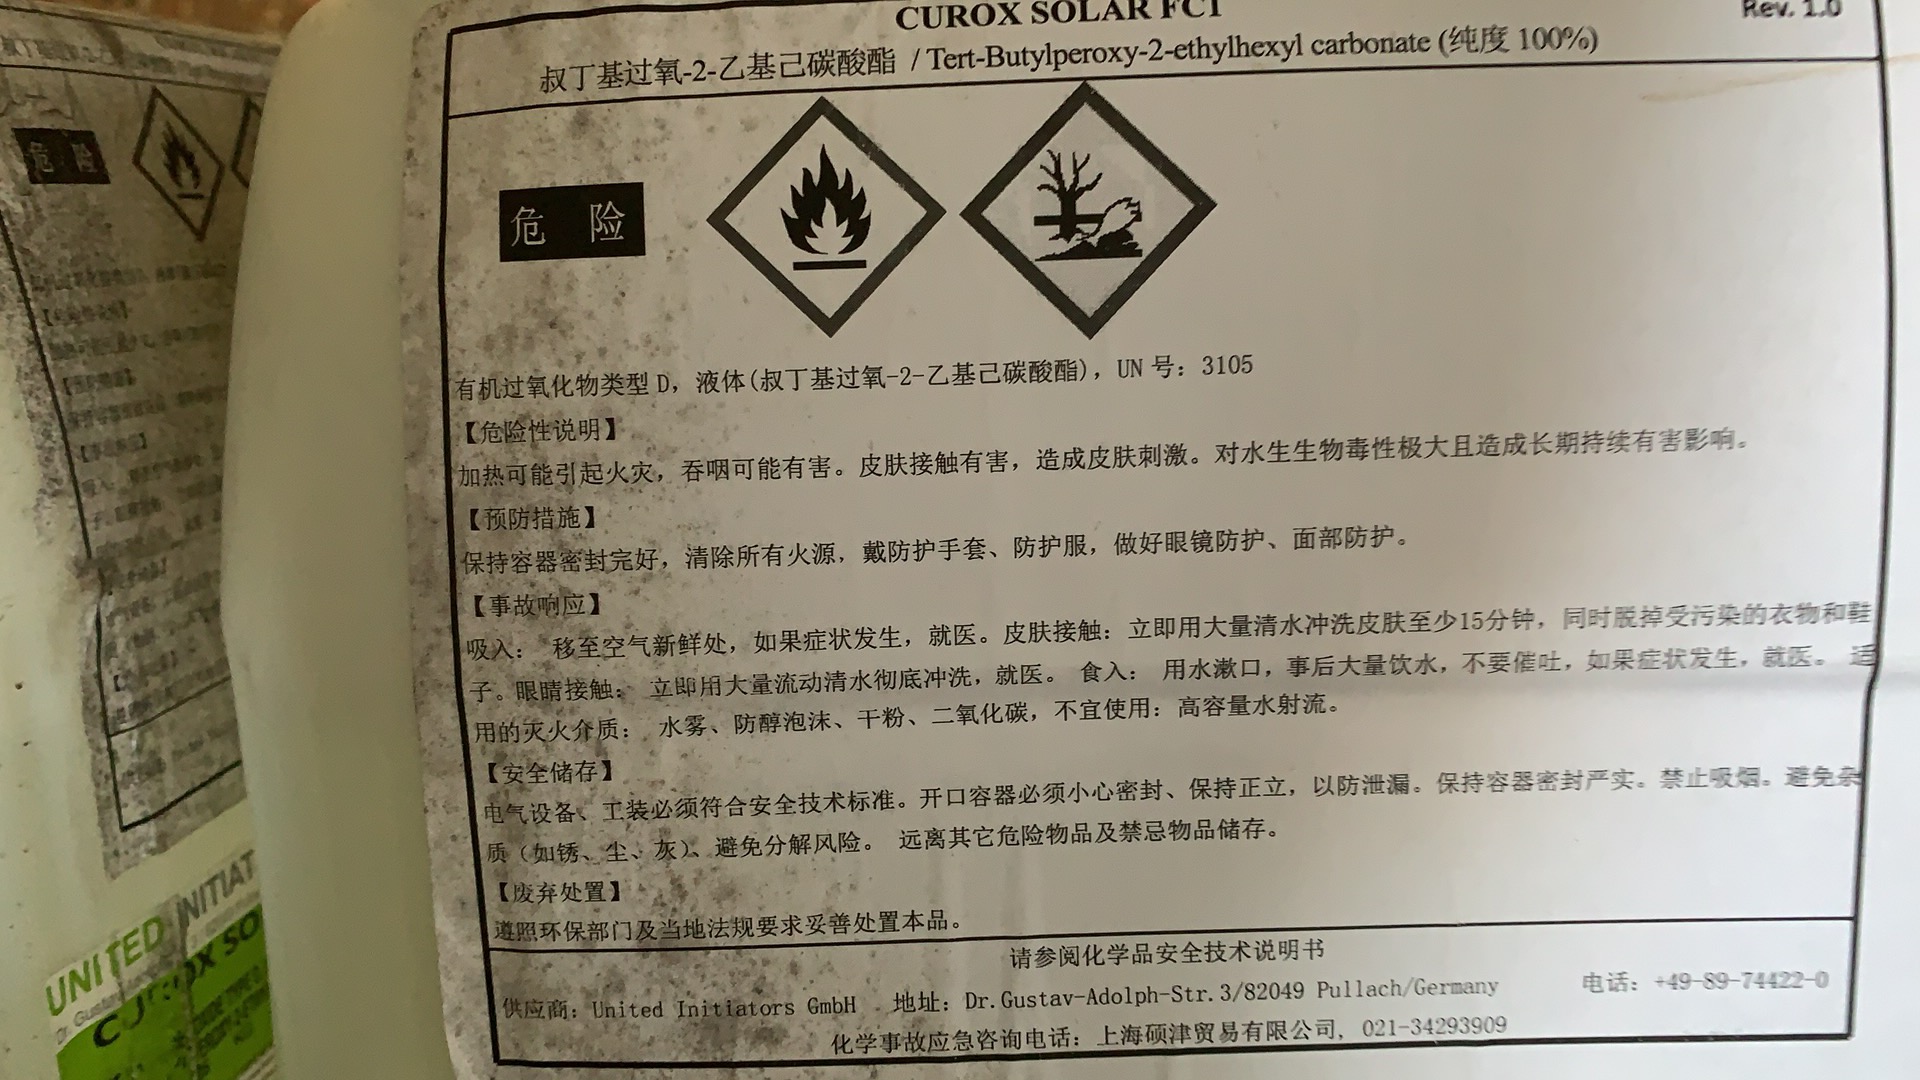 CUROX SOLAR FC1
Rev. 1.0
叔丁基过氧-2-乙基己碳酸酯 / Tert-Butylperoxy-2-ethylhexyl carbonate (纯度 100%)
危 险
有机过氧化物类型 D，液体(叔丁基过氧-2-乙基己碳酸酯)，UN 号：3105
【危险性说明】
加热可能引起火灾，吞咽可能有害。皮肤接触有害，造成皮肤刺激。对水生生物毒性极大且造成长期持续有害影响。
【预防措施】
保持容器密封完好，清除所有火源，戴防护手套、防护服，做好眼镜防护、面部防护。
【事故响应】
吸入： 移至空气新鲜处，如果症状发生，就医。皮肤接触：立即用大量清水冲洗皮肤至少15分钟，同时脱掉受污染的衣物和鞋
子。眼睛接触： 立即用大量流动清水彻底冲洗，就医。 食入： 用水漱口，事后大量饮水，不要催吐，如果症状发生，就医。 适
用的灭火介质： 水雾、防醇泡沫、干粉、二氧化碳，不宜使用：高容量水射流。
【安全储存】
电气设备、工装必须符合安全技术标准。开口容器必须小心密封、保持正立，以防泄漏。保持容器密封严实。禁止吸烟。避免杂
质（如锈、尘、灰）、避免分解风险。 远离其它危险物品及禁忌物品储存。
【废弃处置】
遵照环保部门及当地法规要求妥善处置本品。
请参阅化学品安全技术说明书
供应商：United Initiators GmbH 地址：Dr.Gustav-Adolph-Str.3/82049 Pullach/Germany 电话：+49-89-74422-0
化学事故应急咨询电话：上海硕津贸易有限公司，021-34293909
危 险
UNITED INITIAT
CUROX SO